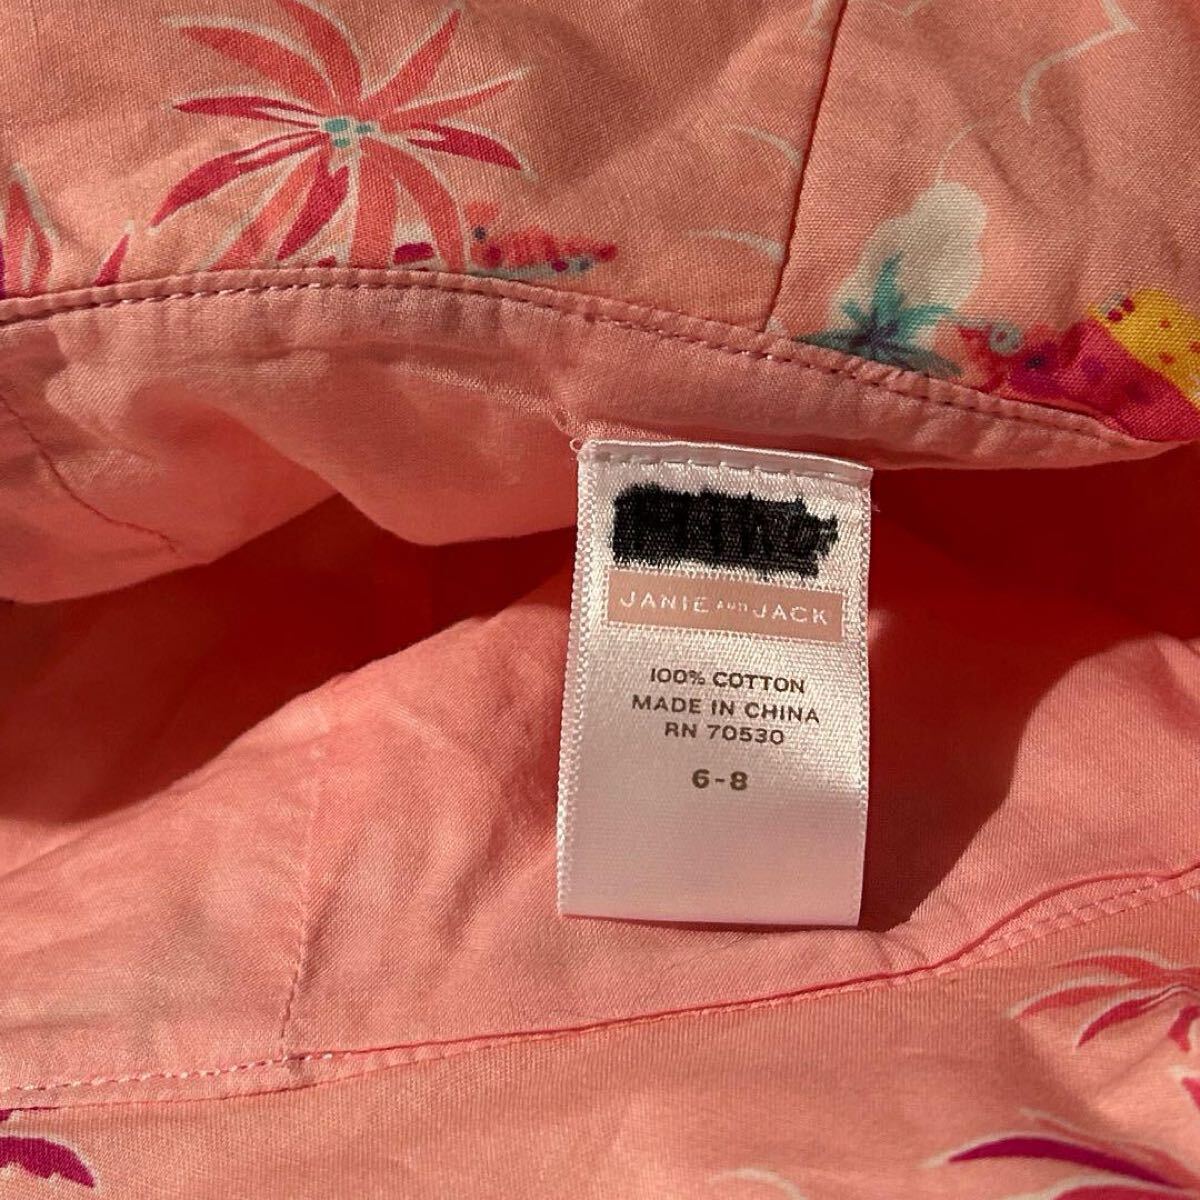 JANIE AND JACK
100% COTTON
MADE IN CHINA
RN 70530
6-8